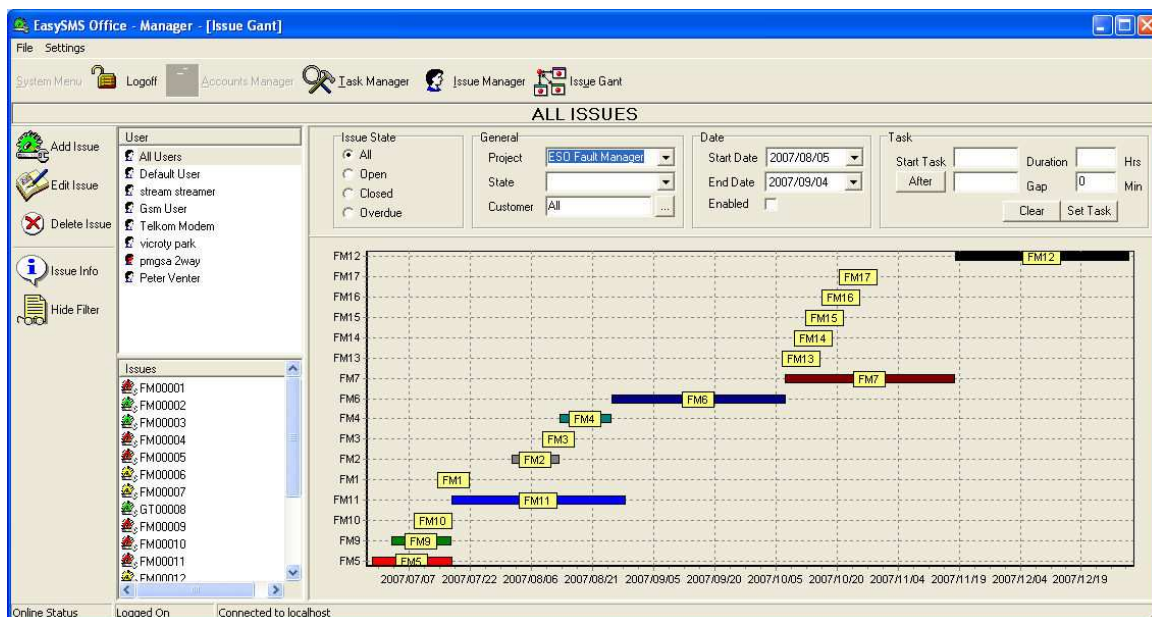 EasySMS Office - Manager - [Issue Gant]
File Settings
System Menu Logoff Accounts Manager Task Manager Issue Manager Issue Gant
ALL ISSUES
Add Issue
Edit Issue
Delete Issue
Issue Info
Hide Filter
User
All Users
Default User
stream streamer
Gsm User
Telkom Modem
vicroty park
pmgsa 2way
Peter Venter
Issues
FM00001
FM00002
FM00003
FM00004
FM00005
FM00006
FM00007
GT00008
FM00009
FM00010
FM00011
FM00012
Issue State
All
Open
Closed
Overdue
General
Project ESO Fault Manager
State
Customer All ...
Date
Start Date 2007/08/05
End Date 2007/09/04
Enabled
Task
Start Task Duration Hrs
After Gap 0 Min
Clear Set Task
FM12 FM12
FM17 FM17
FM16 FM16
FM15 FM15
FM14 FM14
FM13 FM13
FM7 FM7
FM6 FM6
FM4 FM4
FM3 FM3
FM2 FM2
FM1 FM1
FM11 FM11
FM10 FM10
FM9 FM9
FM5 FM5
2007/07/07 2007/07/22 2007/08/06 2007/08/21 2007/09/05 2007/09/20 2007/10/05 2007/10/20 2007/11/04 2007/11/19 2007/12/04 2007/12/19
Online Status Logged On Connected to localhost